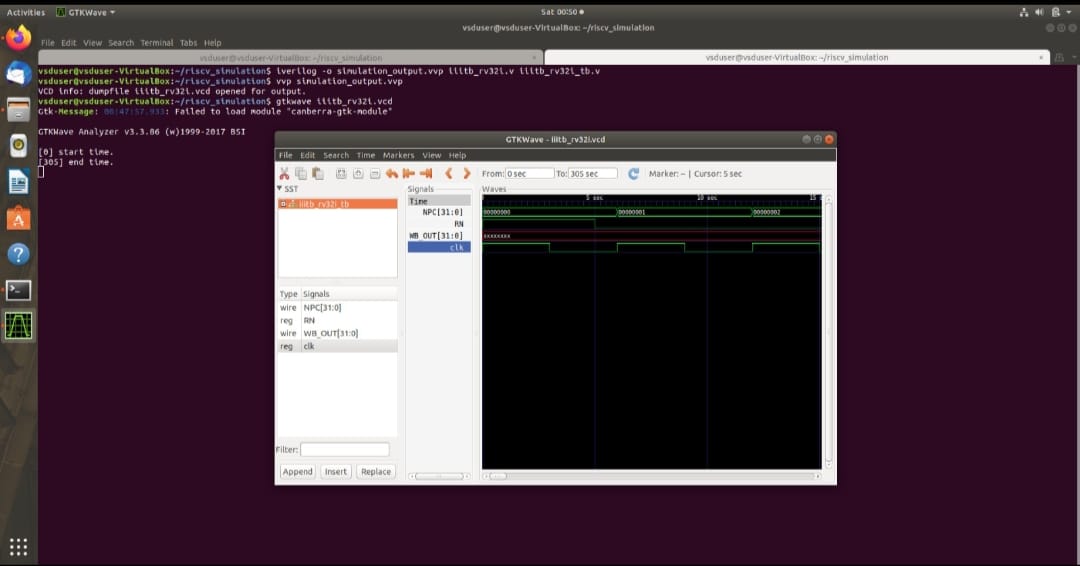 Activities GTKWave Sat 00:50
vsduser@vsduser-VirtualBox: ~/riscv_simulation
File Edit View Search Terminal Tabs Help
vsduser@vsduser-VirtualBox: ~/riscv_simulation × vsduser@vsduser-VirtualBox: ~/riscv_simulation ×
vsduser@vsduser-VirtualBox:~/riscv_simulation$ iverilog -o simulation_output.vvp iiitb_rv32i.v iiitb_rv32i_tb.v
vsduser@vsduser-VirtualBox:~/riscv_simulation$ vvp simulation_output.vvp
VCD info: dumpfile iiitb_rv32i.vcd opened for output.
vsduser@vsduser-VirtualBox:~/riscv_simulation$ gtkwave iiitb_rv32i.vcd
Gtk-Message: 00:47:57.933: Failed to load module "canberra-gtk-module"
GTKWave Analyzer v3.3.86 (w)1999-2017 BSI
[0] start time.
[305] end time.
GTKWave - iiitb_rv32i.vcd
File Edit Search Time Markers View Help
From: 0 sec To: 305 sec Marker: -- | Cursor: 5 sec
SST
iiitb_rv32i_tb
Type Signals
wire NPC[31:0]
reg RN
wire WB_OUT[31:0]
reg clk
Filter:
Append Insert Replace
Signals
Time
NPC[31:0]
RN
WB_OUT[31:0]
clk
Waves
5 sec 10 sec 15 s
00000000 00000001 00000002
xxxxxxxx